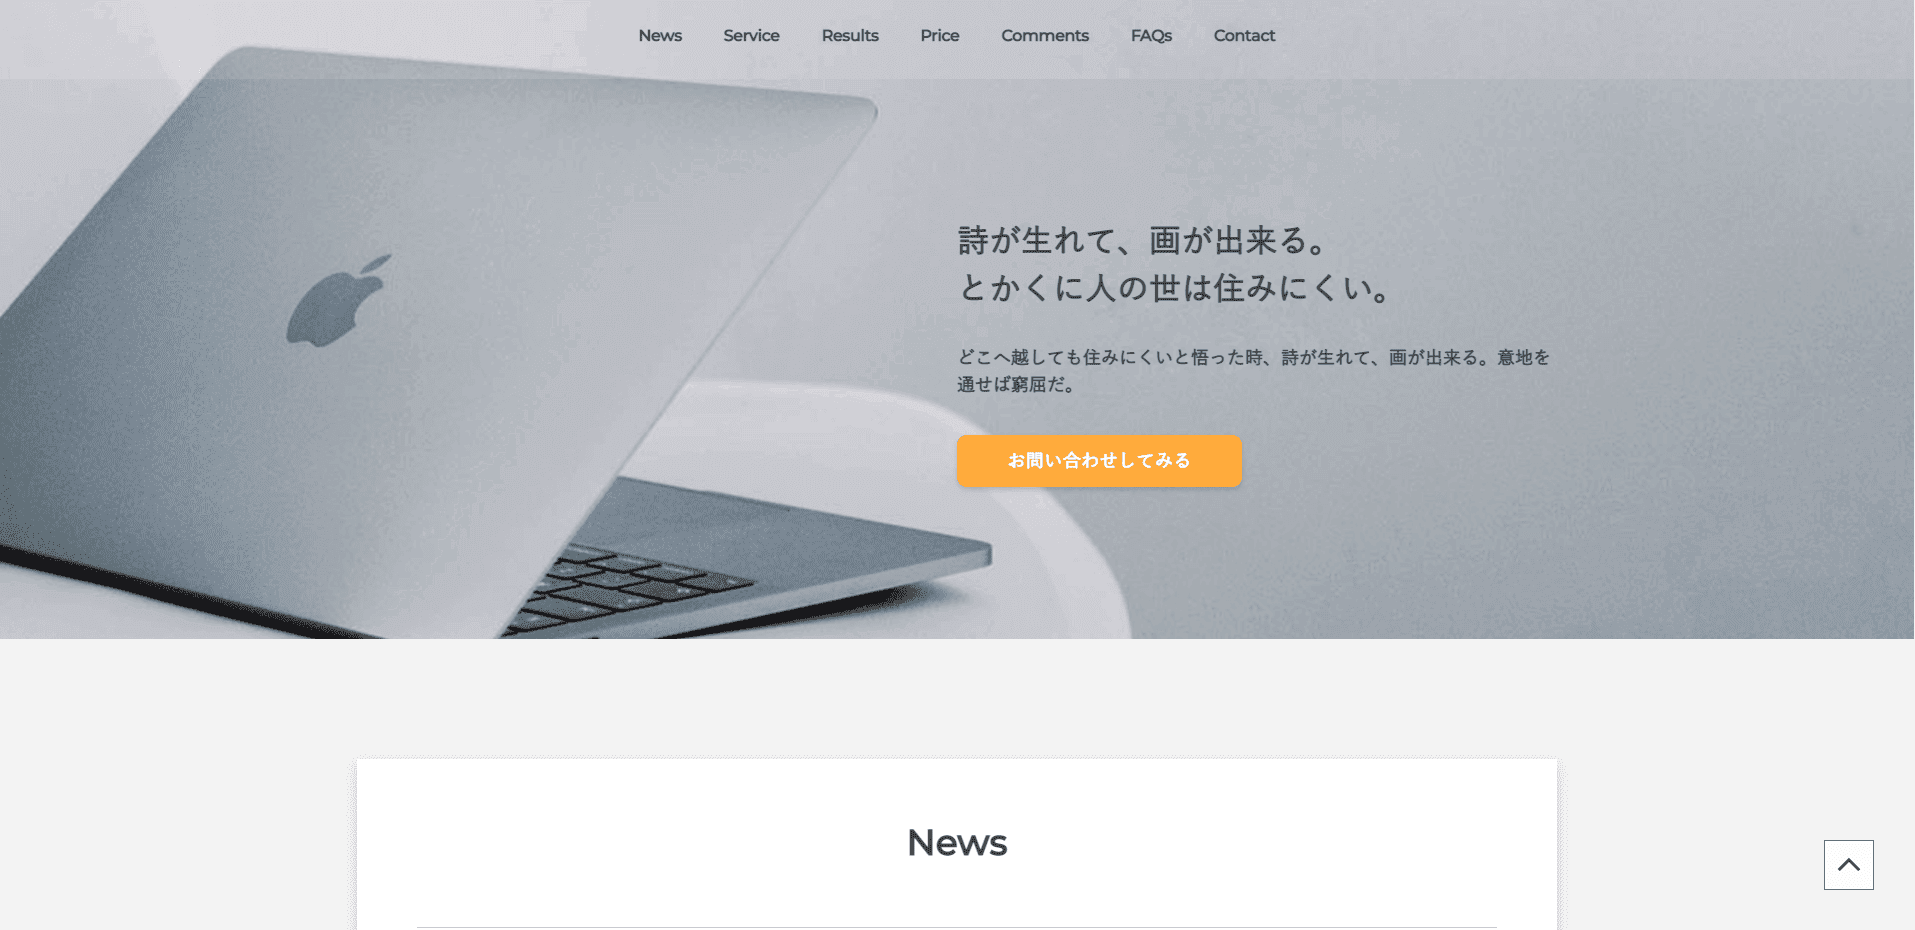 News Service Results Price Comments FAQs Contact
詩が生れて、画が出来る。
とかくに人の世は住みにくい。
どこへ越しても住みにくいと悟った時、詩が生れて、画が出来る。意地を
通せば窮屈だ。
お問い合わせしてみる
News